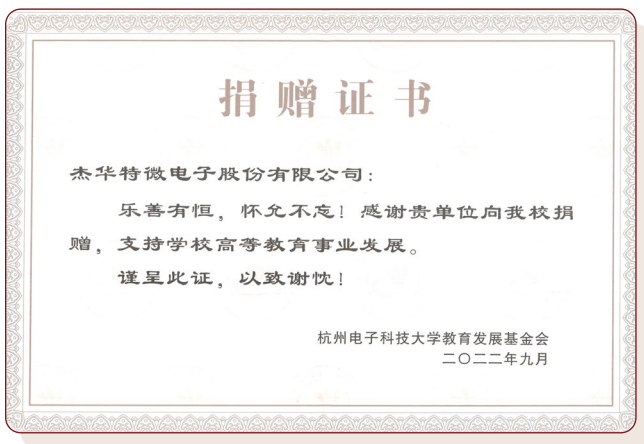 捐赠证书
杰华特微电子股份有限公司：
乐善有恒，怀允不忘！感谢贵单位向我校捐
赠，支持学校高等教育事业发展。
谨呈此证，以致谢忱！
杭州电子科技大学教育发展基金会
二〇二二年九月